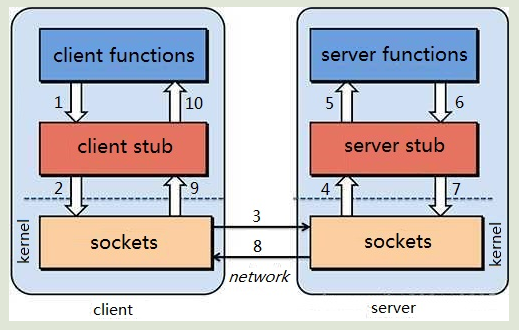 client functions
server functions
1
10
5
6
client stub
server stub
2
9
4
7
kernel
sockets
3
8
sockets
kernel
network
client
server